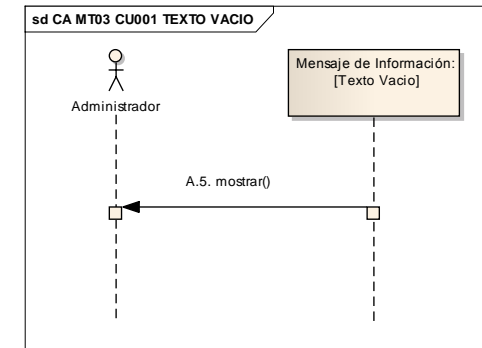 sd CA MT03 CU001 TEXTO VACIO
Administrador
Mensaje de Información:
[Texto Vacio]
A.5. mostrar()